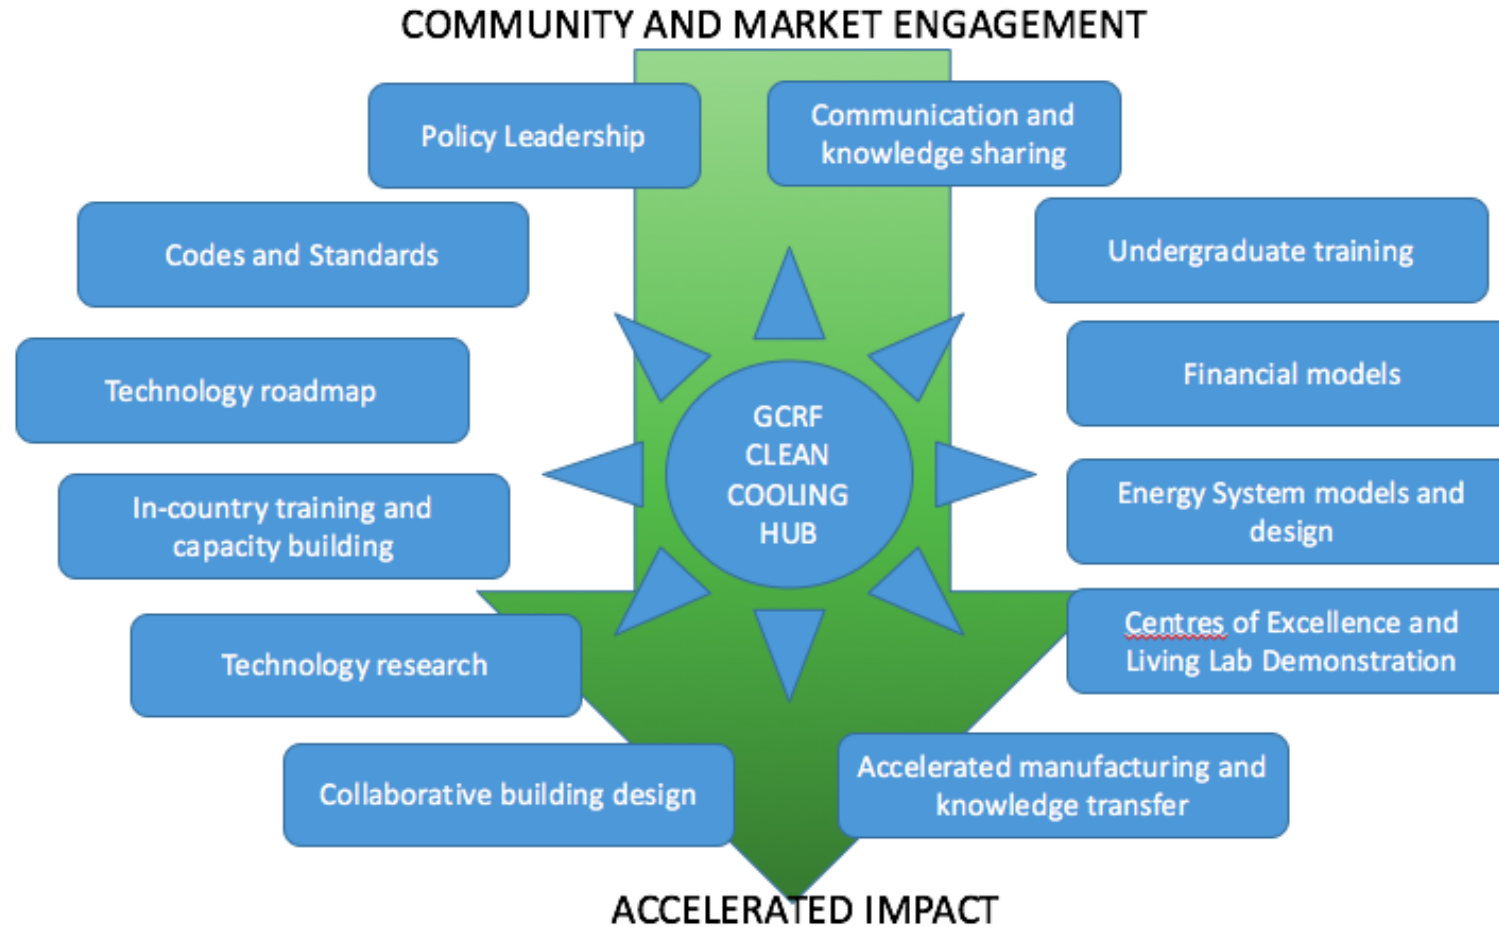 COMMUNITY AND MARKET ENGAGEMENT
Policy Leadership
Communication and
knowledge sharing
Codes and Standards
Undergraduate training
Technology roadmap
Financial models
GCRF
CLEAN
COOLING
HUB
In-country training and
capacity building
Energy System models and
design
Technology research
Centres of Excellence and
Living Lab Demonstration
Collaborative building design
Accelerated manufacturing and
knowledge transfer
ACCELERATED IMPACT